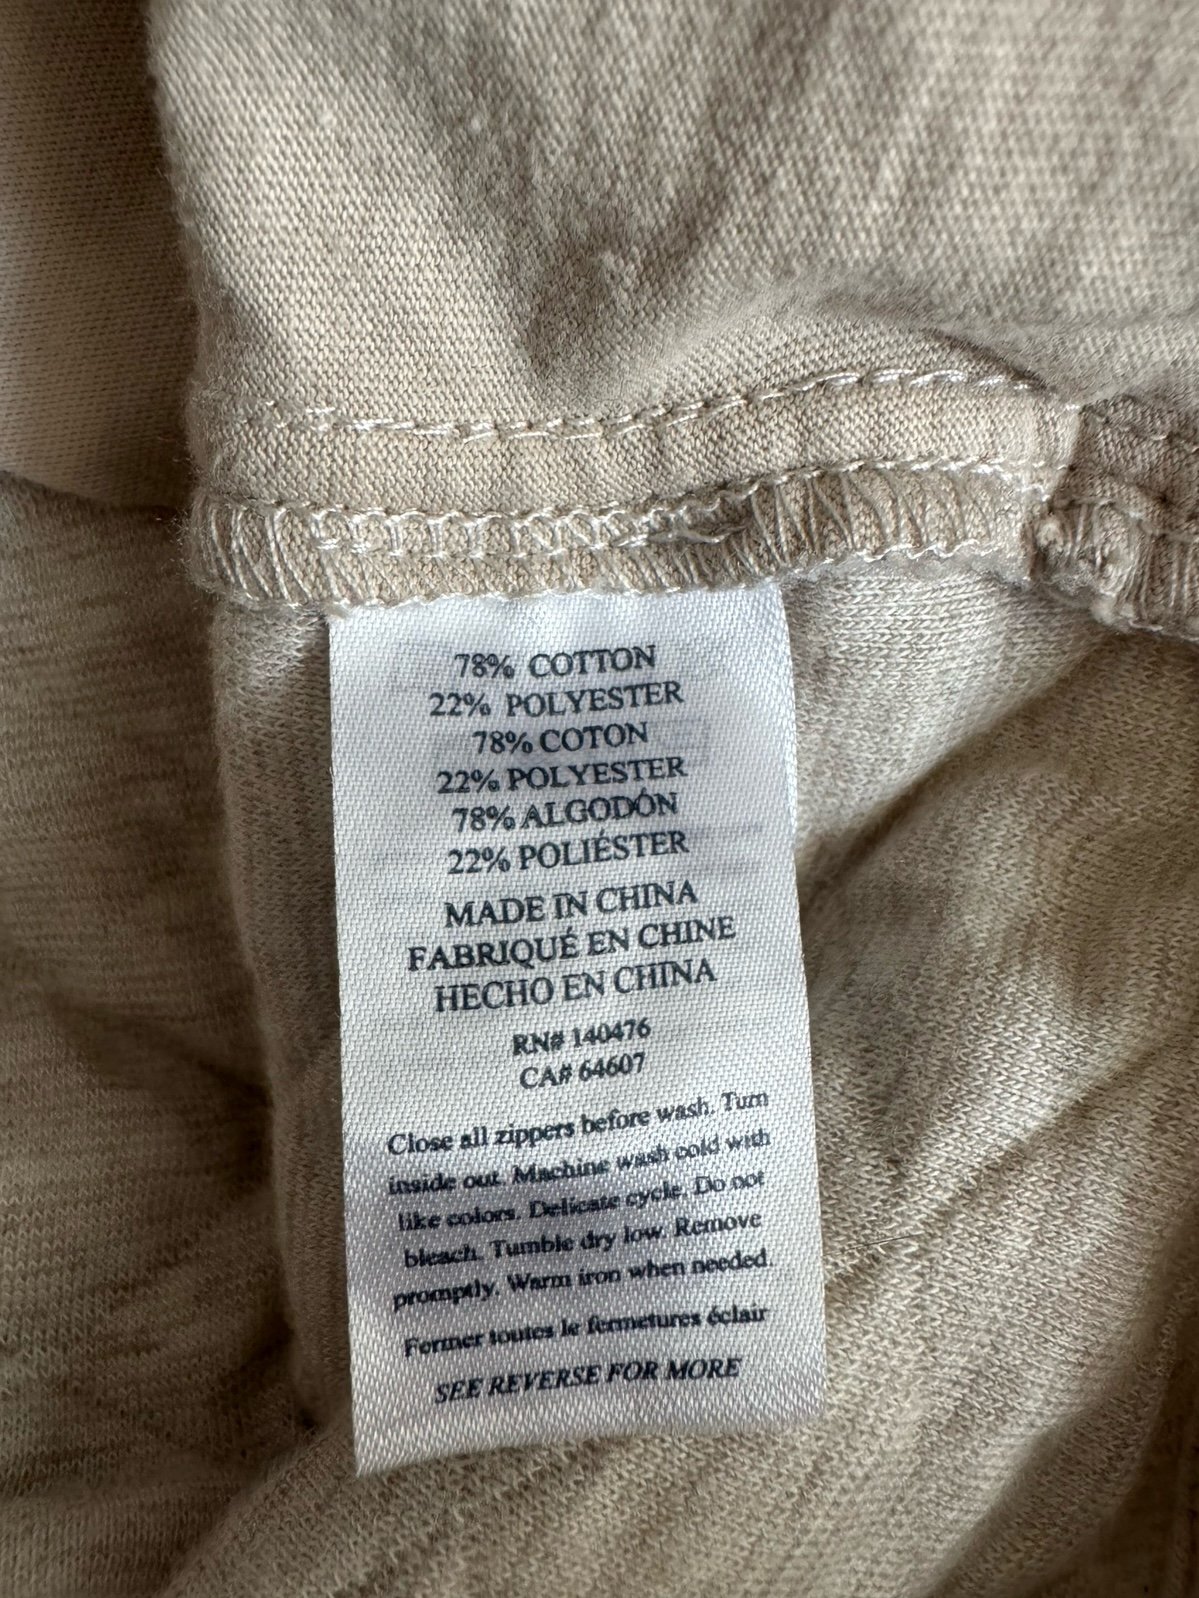 78% COTTON
22% POLYESTER
78% COTON
22% POLYESTER
78% ALGODÓN
22% POLIÉSTER
MADE IN CHINA
FABRIQUÉ EN CHINE
HECHO EN CHINA
RN# 140476
CA# 64607
Close all zippers before wash. Turn
inside out. Machine wash cold with
like colors. Delicate cycle. Do not
bleach. Tumble dry low. Remove
promptly. Warm iron when needed.
Fermer toutes le fermetures éclair
SEE REVERSE FOR MORE